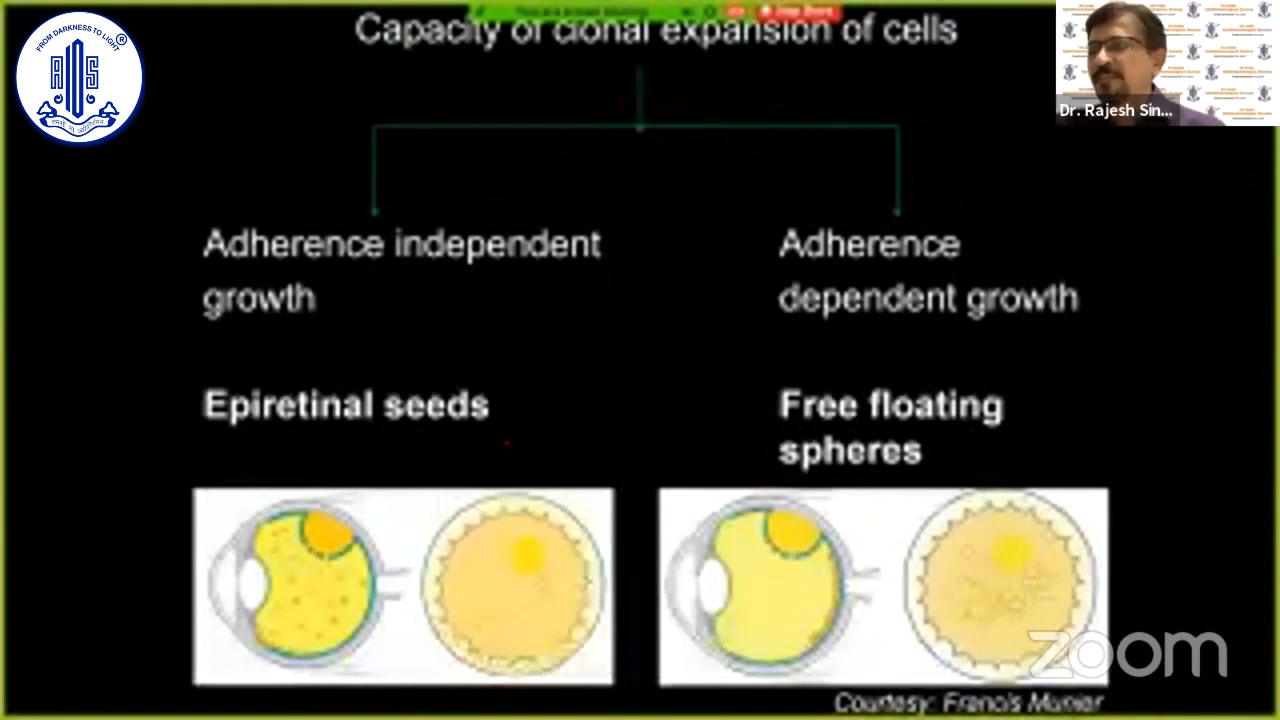 Capacity of clonal expansion of cells
FROM DARKNESS TO LIGHT
AIOS
Dr. Rajesh Sin...
Adherence independent
growth
Adherence
dependent growth
Epiretinal seeds
Free floating
spheres
zoom
Courtesy: Francis Munier